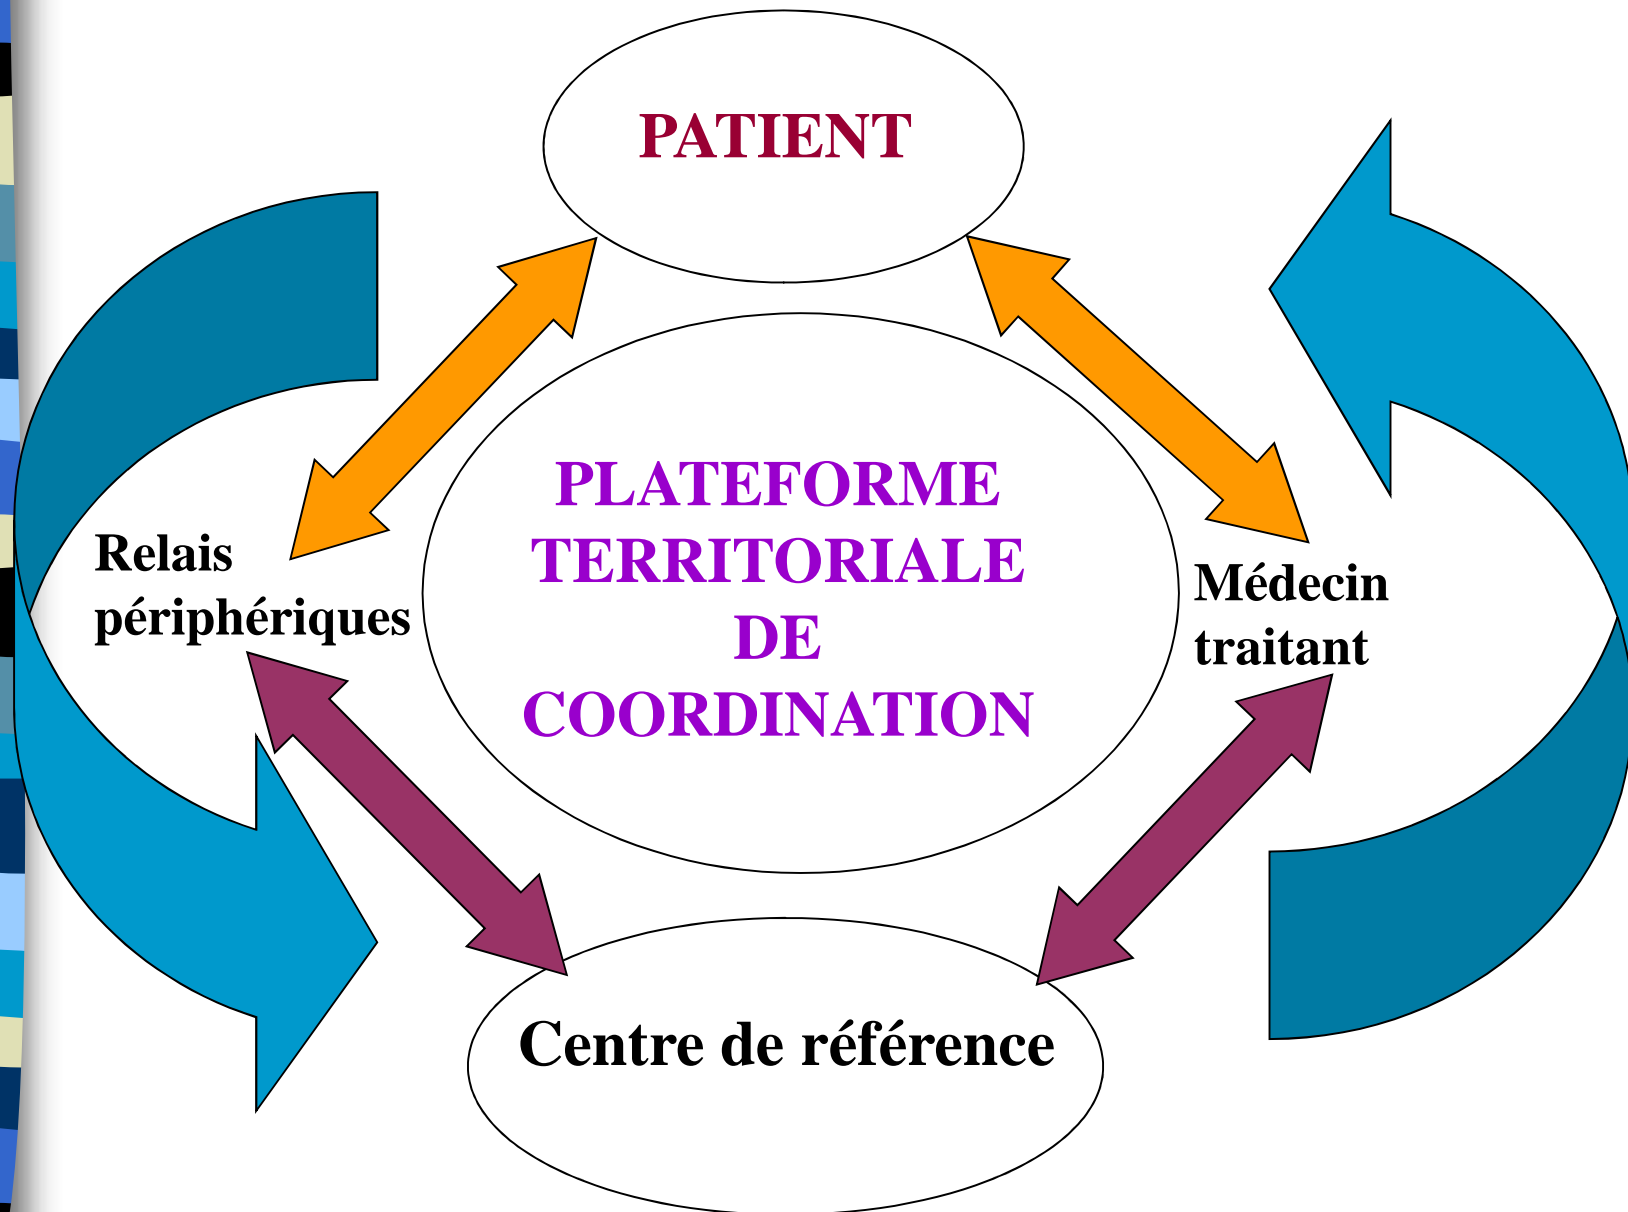 PATIENT
PLATEFORME
TERRITORIALE
DE
COORDINATION
Relais
périphériques
Médecin
traitant
Centre de référence